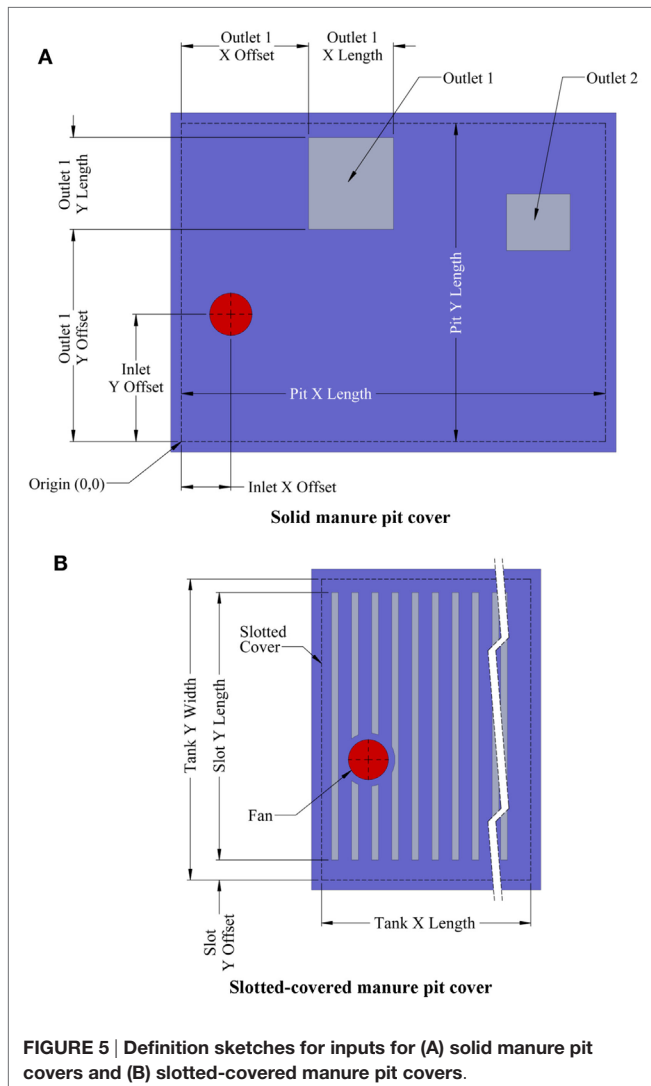 A
Outlet 1
X Offset
Outlet 1
X Length
Outlet 1
Outlet 2
Outlet 1
Y Length
Outlet 1
Y Offset
Inlet
Y Offset
Pit Y Length
Pit X Length
Origin (0,0)
Inlet X Offset
Solid manure pit cover
B
Slotted
Cover
Tank Y Width
Slot Y Length
Fan
Slot
Y Offset
Tank X Length
Slotted-covered manure pit cover
FIGURE 5 | Definition sketches for inputs for (A) solid manure pit
covers and (B) slotted-covered manure pit covers.